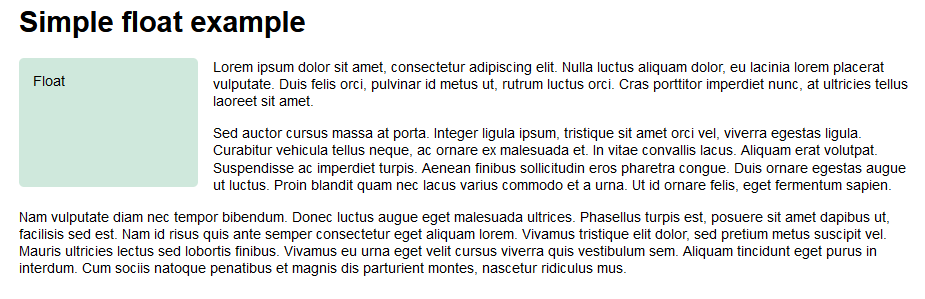 Simple float example
Float
Lorem ipsum dolor sit amet, consectetur adipiscing elit. Nulla luctus aliquam dolor, eu lacinia lorem placerat
vulputate. Duis felis orci, pulvinar id metus ut, rutrum luctus orci. Cras porttitor imperdiet nunc, at ultricies tellus
laoreet sit amet.
Sed auctor cursus massa at porta. Integer ligula ipsum, tristique sit amet orci vel, viverra egestas ligula.
Curabitur vehicula tellus neque, ac ornare ex malesuada et. In vitae convallis lacus. Aliquam erat volutpat.
Suspendisse ac imperdiet turpis. Aenean finibus sollicitudin eros pharetra congue. Duis ornare egestas augue
ut luctus. Proin blandit quam nec lacus varius commodo et a urna. Ut id ornare felis, eget fermentum sapien.
Nam vulputate diam nec tempor bibendum. Donec luctus augue eget malesuada ultrices. Phasellus turpis est, posuere sit amet dapibus ut,
facilisis sed est. Nam id risus quis ante semper consectetur eget aliquam lorem. Vivamus tristique elit dolor, sed pretium metus suscipit vel.
Mauris ultricies lectus sed lobortis finibus. Vivamus eu urna eget velit cursus viverra quis vestibulum sem. Aliquam tincidunt eget purus in
interdum. Cum sociis natoque penatibus et magnis dis parturient montes, nascetur ridiculus mus.